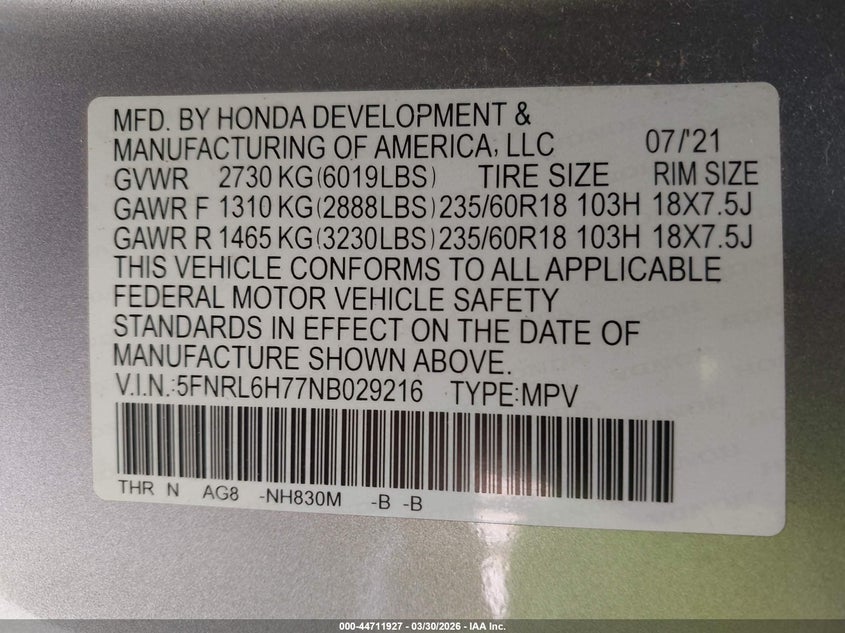 MFD. BY HONDA DEVELOPMENT &
MANUFACTURING OF AMERICA, LLC 07/'21
GVWR 2730 KG (6019LBS) TIRE SIZE RIM SIZE
GAWR F 1310 KG (2888LBS) 235/60R18 103H 18X7.5J
GAWR R 1465 KG (3230LBS) 235/60R18 103H 18X7.5J
THIS VEHICLE CONFORMS TO ALL APPLICABLE
FEDERAL MOTOR VEHICLE SAFETY
STANDARDS IN EFFECT ON THE DATE OF
MANUFACTURE SHOWN ABOVE.
V.I.N.:5FNRL6H77NB029216 TYPE:MPV
THR N AG8 -NH830M -B -B
000-44711927 - 03/30/2026 - IAA Inc.